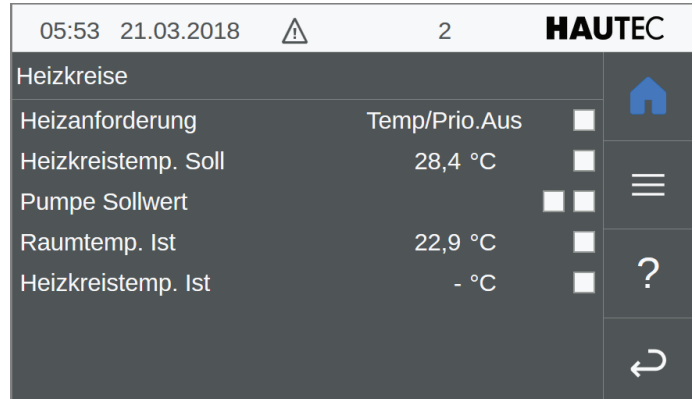 05:53 21.03.2018 2 HAUTEC
Heizkreise
Heizanforderung Temp/Prio.Aus
Heizkreistemp. Soll 28,4 °C
Pumpe Sollwert
Raumtemp. Ist 22,9 °C
Heizkreistemp. Ist - °C
?